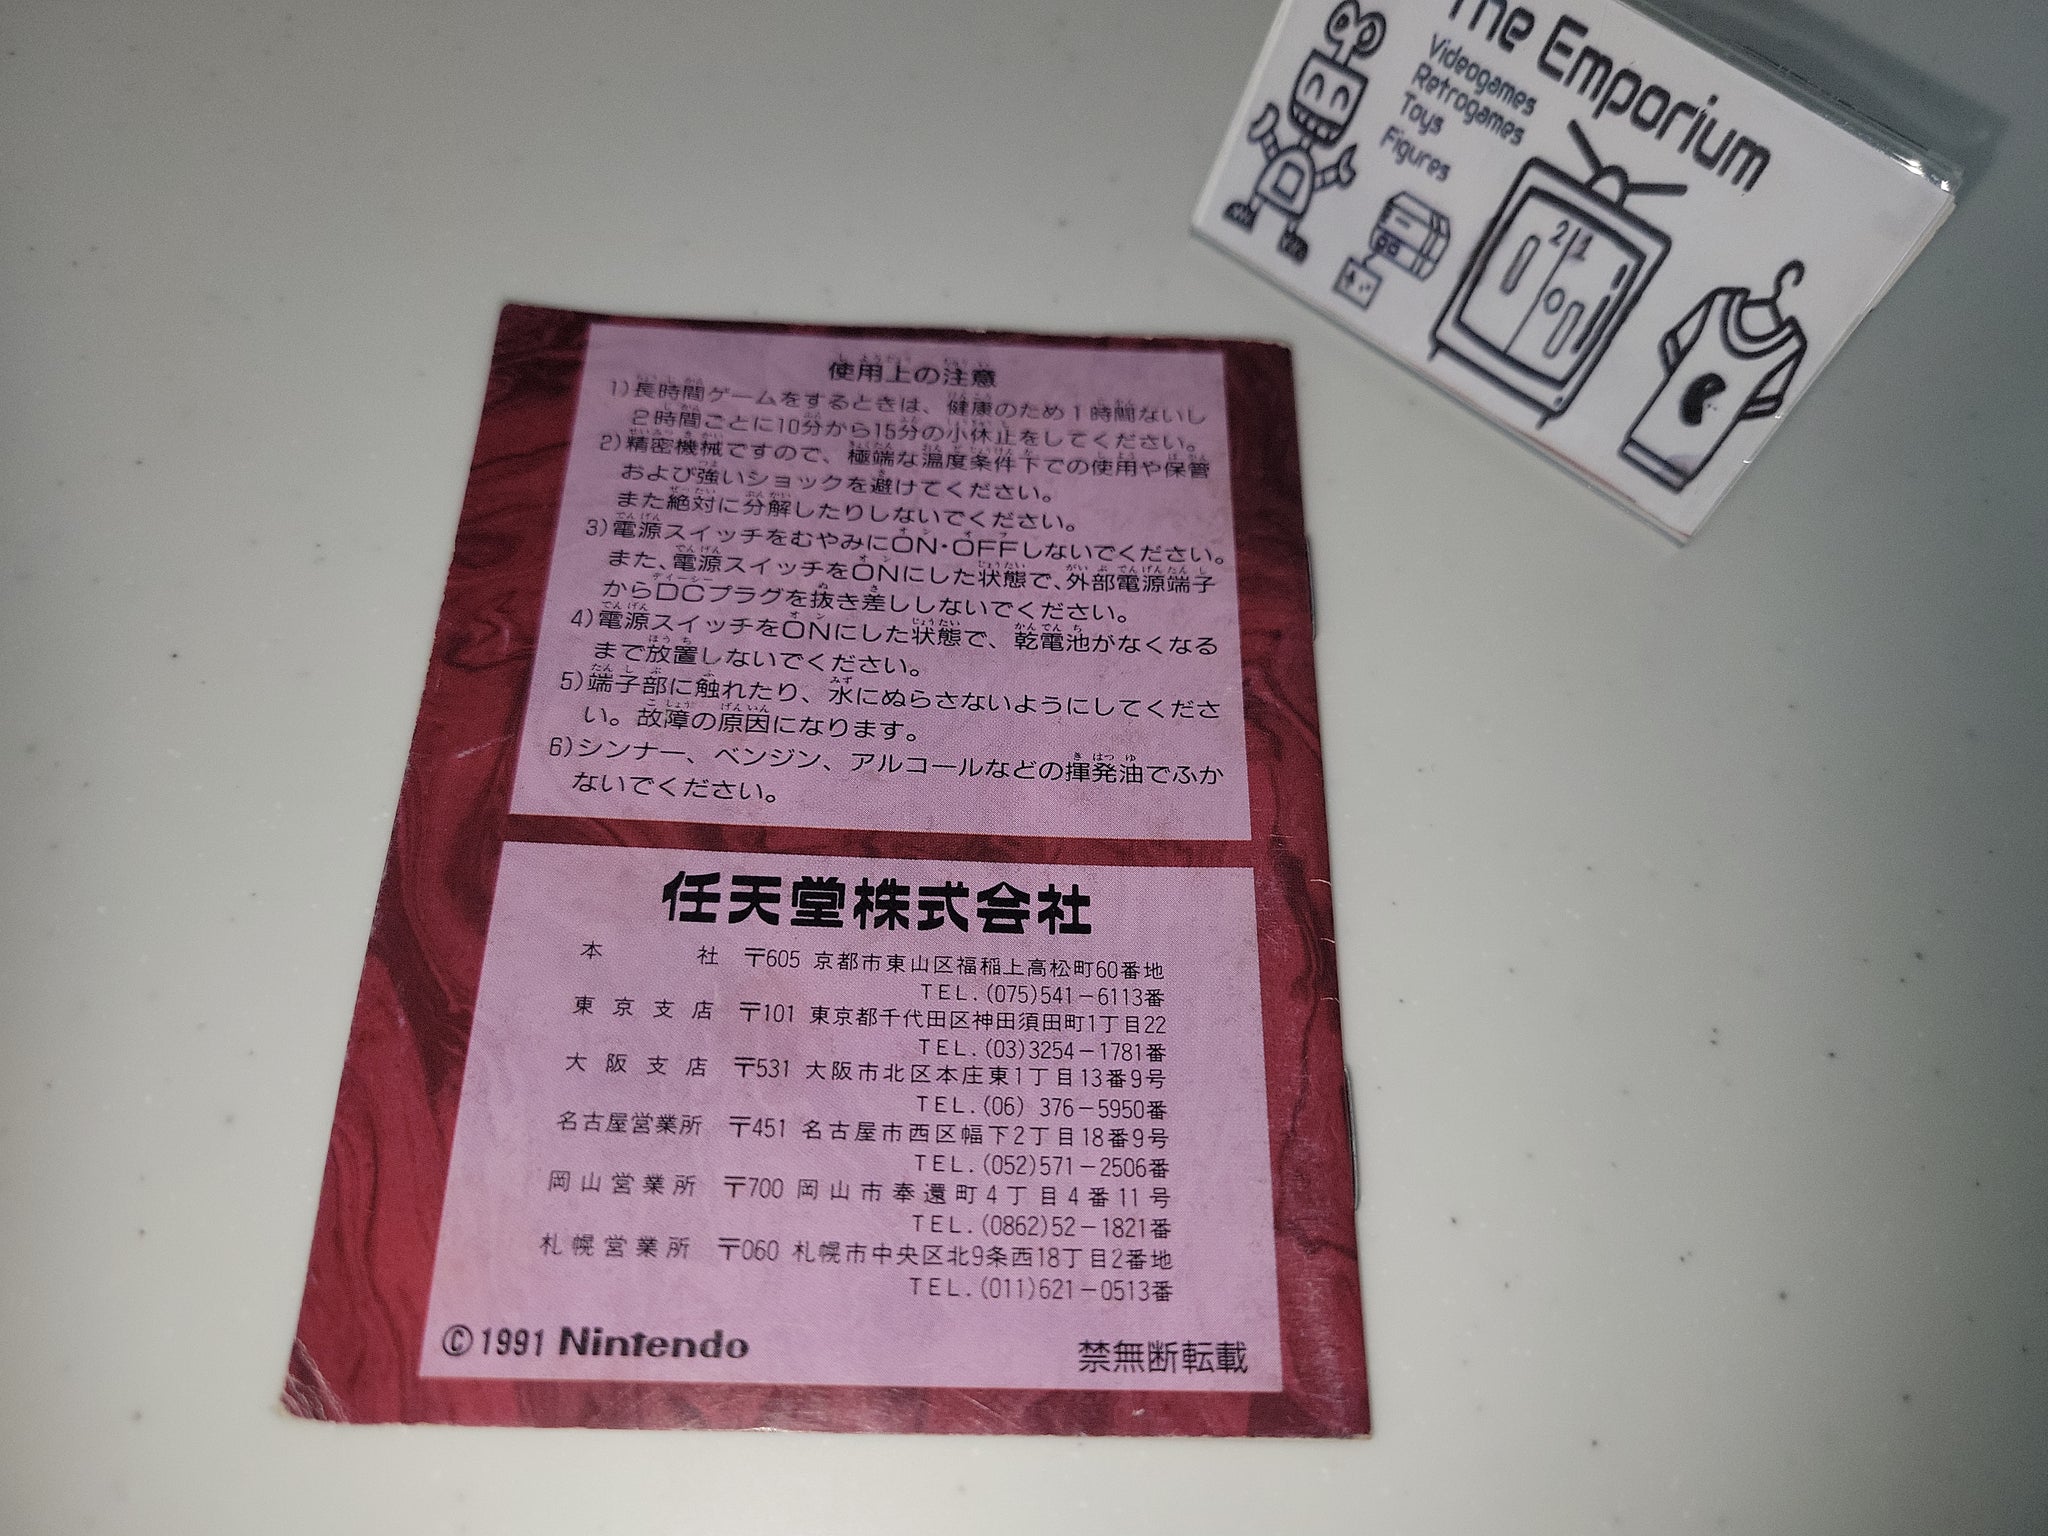 The Emporium
Videogames
Retrogames
Toys
Figures
2 1
使用上の注意
1)長時間ゲームをするときは、健康のため1時間ないし
2時間ごとに10分から15分の小休止をしてください。
2)精密機械ですので、極端な温度条件下での使用や保管
および強いショックを避けてください。
また絶対に分解したりしないでください。
3)電源スイッチをむやみにON・OFFしないでください。
また、電源スイッチをONにした状態で、外部電源端子
からDCプラグを抜き差ししないでください。
4)電源スイッチをONにした状態で、乾電池がなくなる
まで放置しないでください。
5)端子部に触れたり、水にぬらさないようにしてくださ
い。故障の原因になります。
6)シンナー、ベンジン、アルコールなどの揮発油でふか
ないでください。
任天堂株式会社
本社 〒605 京都市東山区福稲上高松町60番地
TEL.(075)541-6113番
東京支店 〒101 東京都千代田区神田須田町1丁目22
TEL.(03)3254-1781番
大阪支店 〒531 大阪市北区本庄東1丁目13番9号
TEL.(06) 376-5950番
名古屋営業所 〒451 名古屋市西区幅下2丁目18番9号
TEL.(052)571-2506番
岡山営業所 〒700 岡山市奉還町4丁目4番11号
TEL.(0862)52-1821番
札幌営業所 〒060 札幌市中央区北9条西18丁目2番地
TEL.(011)621-0513番
©1991 Nintendo
禁無断転載